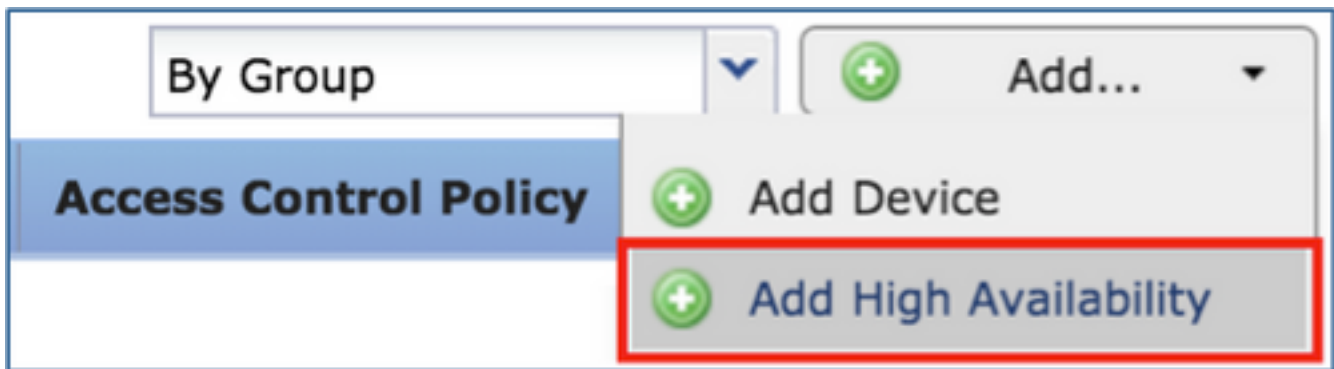 By Group
Add...
Access Control Policy
Add Device
Add High Availability